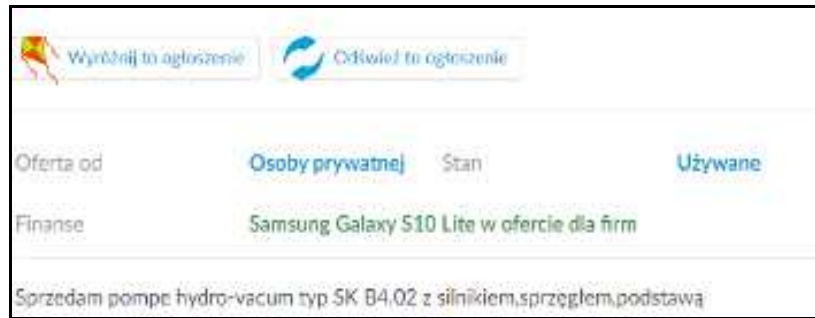 Wyróżnij to ogłoszenie Odśwież to ogłoszenie
Oferta od Osoby prywatnej Stan Używane
Finanse Samsung Galaxy S10 Lite w ofercie dla firm
Sprzedam pompe hydro-vacum typ SK B4.02 z silnikiem,sprzęgłem,podstawą